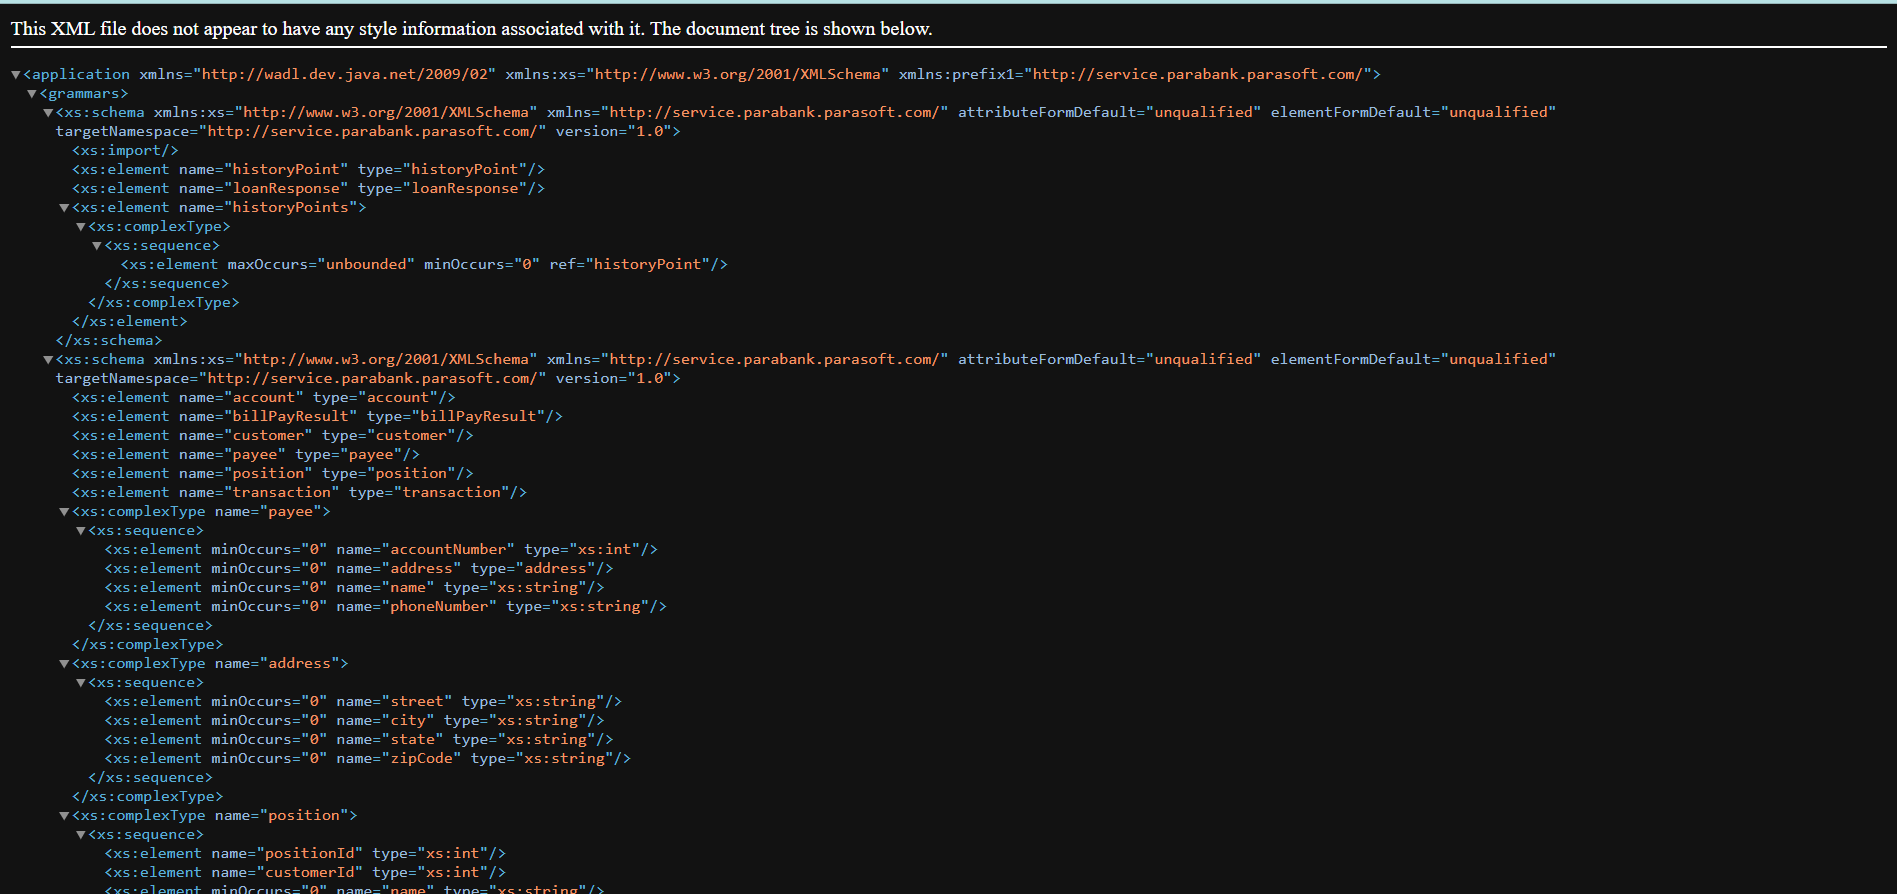 This XML file does not appear to have any style information associated with it. The document tree is shown below.
▼<application xmlns="http://wadl.dev.java.net/2009/02" xmlns:xs="http://www.w3.org/2001/XMLSchema" xmlns:prefix1="http://service.parabank.parasoft.com/">
▼<grammars>
▼<xs:schema xmlns:xs="http://www.w3.org/2001/XMLSchema" xmlns="http://service.parabank.parasoft.com/" attributeFormDefault="unqualified" elementFormDefault="unqualified"
targetNamespace="http://service.parabank.parasoft.com/" version="1.0">
<xs:import/>
<xs:element name="historyPoint" type="historyPoint"/>
<xs:element name="loanResponse" type="loanResponse"/>
▼<xs:element name="historyPoints">
▼<xs:complexType>
▼<xs:sequence>
<xs:element maxOccurs="unbounded" minOccurs="0" ref="historyPoint"/>
</xs:sequence>
</xs:complexType>
</xs:element>
</xs:schema>
▼<xs:schema xmlns:xs="http://www.w3.org/2001/XMLSchema" xmlns="http://service.parabank.parasoft.com/" attributeFormDefault="unqualified" elementFormDefault="unqualified"
targetNamespace="http://service.parabank.parasoft.com/" version="1.0">
<xs:element name="account" type="account"/>
<xs:element name="billPayResult" type="billPayResult"/>
<xs:element name="customer" type="customer"/>
<xs:element name="payee" type="payee"/>
<xs:element name="position" type="position"/>
<xs:element name="transaction" type="transaction"/>
▼<xs:complexType name="payee">
▼<xs:sequence>
<xs:element minOccurs="0" name="accountNumber" type="xs:int"/>
<xs:element minOccurs="0" name="address" type="address"/>
<xs:element minOccurs="0" name="name" type="xs:string"/>
<xs:element minOccurs="0" name="phoneNumber" type="xs:string"/>
</xs:sequence>
</xs:complexType>
▼<xs:complexType name="address">
▼<xs:sequence>
<xs:element minOccurs="0" name="street" type="xs:string"/>
<xs:element minOccurs="0" name="city" type="xs:string"/>
<xs:element minOccurs="0" name="state" type="xs:string"/>
<xs:element minOccurs="0" name="zipCode" type="xs:string"/>
</xs:sequence>
</xs:complexType>
▼<xs:complexType name="position">
▼<xs:sequence>
<xs:element name="positionId" type="xs:int"/>
<xs:element name="customerId" type="xs:int"/>
<xs:element minOccurs="0" name="name" type="xs:string"/>